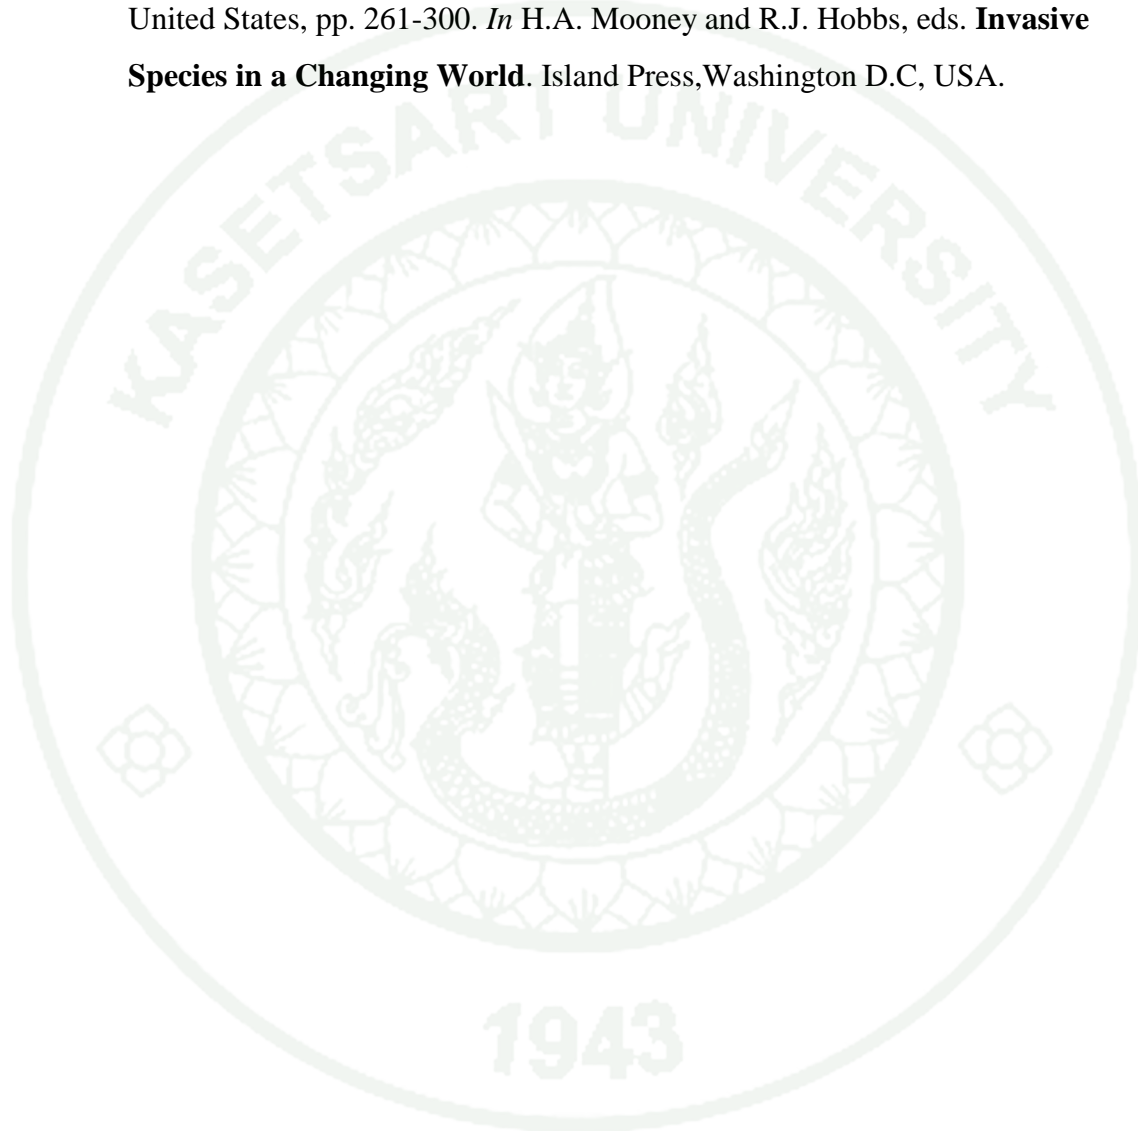 United States, pp. 261-300. In H.A. Mooney and R.J. Hobbs, eds. Invasive
Species in a Changing World. Island Press,Washington D.C, USA.
KASETSART UNIVERSITY
1943